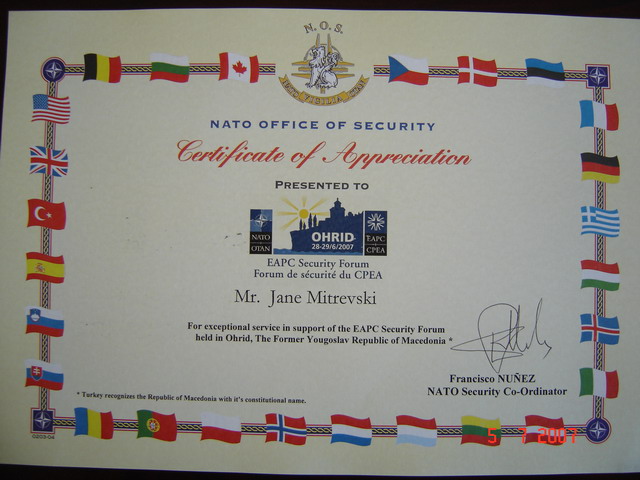 N. O. S.
NATO OFFICE OF SECURITY
Certificate of Appreciation
PRESENTED TO
NATO
OTAN
OHRID
28-29/6/2007
EAPC
CPEA
EAPC Security Forum
Forum de sécurité du CPEA
Mr. Jane Mitrevski
For exceptional service in support of the EAPC Security Forum
held in Ohrid, The Former Yougoslav Republic of Macedonia *
Francisco NUÑEZ
NATO Security Co-Ordinator
* Turkey recognizes the Republic of Macedonia with it's constitutional name.
0203-04
5 7 2007